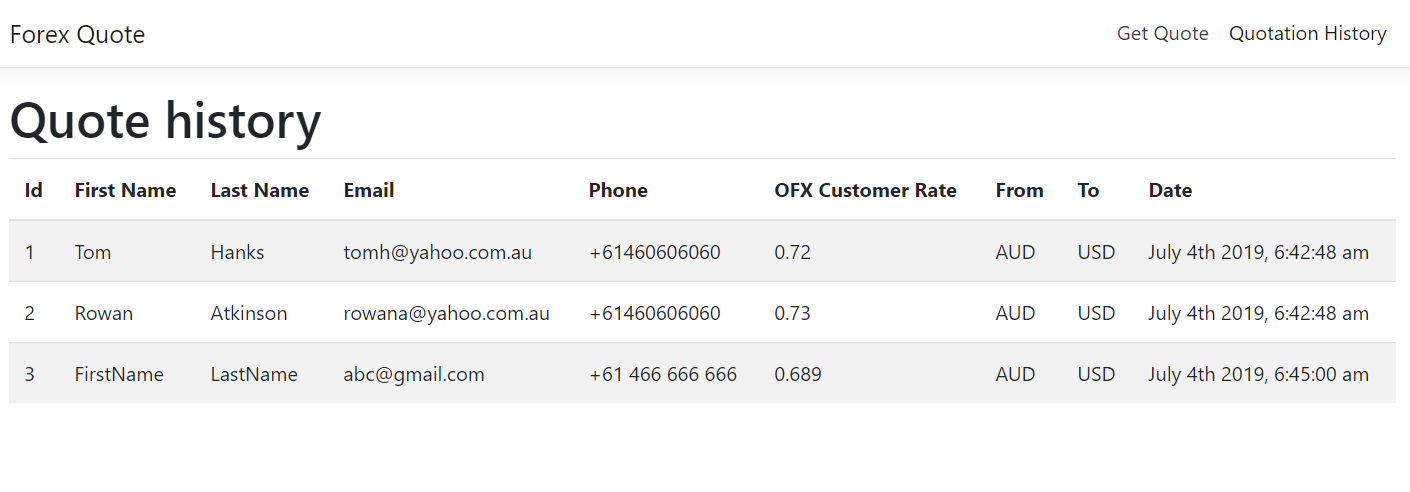 Forex Quote Get Quote Quotation History
Quote history
Id First Name Last Name Email Phone OFX Customer Rate From To Date
1 Tom Hanks tomh@yahoo.com.au +61460606060 0.72 AUD USD July 4th 2019, 6:42:48 am
2 Rowan Atkinson rowana@yahoo.com.au +61460606060 0.73 AUD USD July 4th 2019, 6:42:48 am
3 FirstName LastName abc@gmail.com +61 466 666 666 0.689 AUD USD July 4th 2019, 6:45:00 am